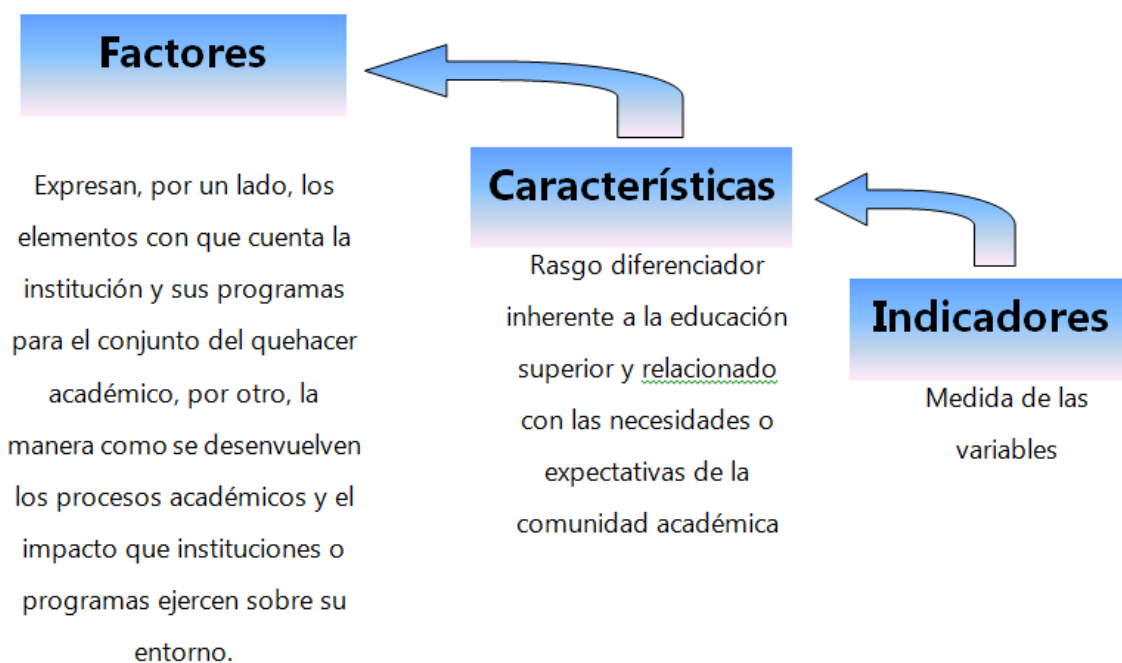 Factores
Expresan, por un lado, los
elementos con que cuenta la
institución y sus programas
para el conjunto del quehacer
académico, por otro, la
manera como se desenvuelven
los procesos académicos y el
impacto que instituciones o
programas ejercen sobre su
entorno.
Características
Rasgo diferenciador
inherente a la educación
superior y relacionado
con las necesidades o
expectativas de la
comunidad académica
Indicadores
Medida de las
variables